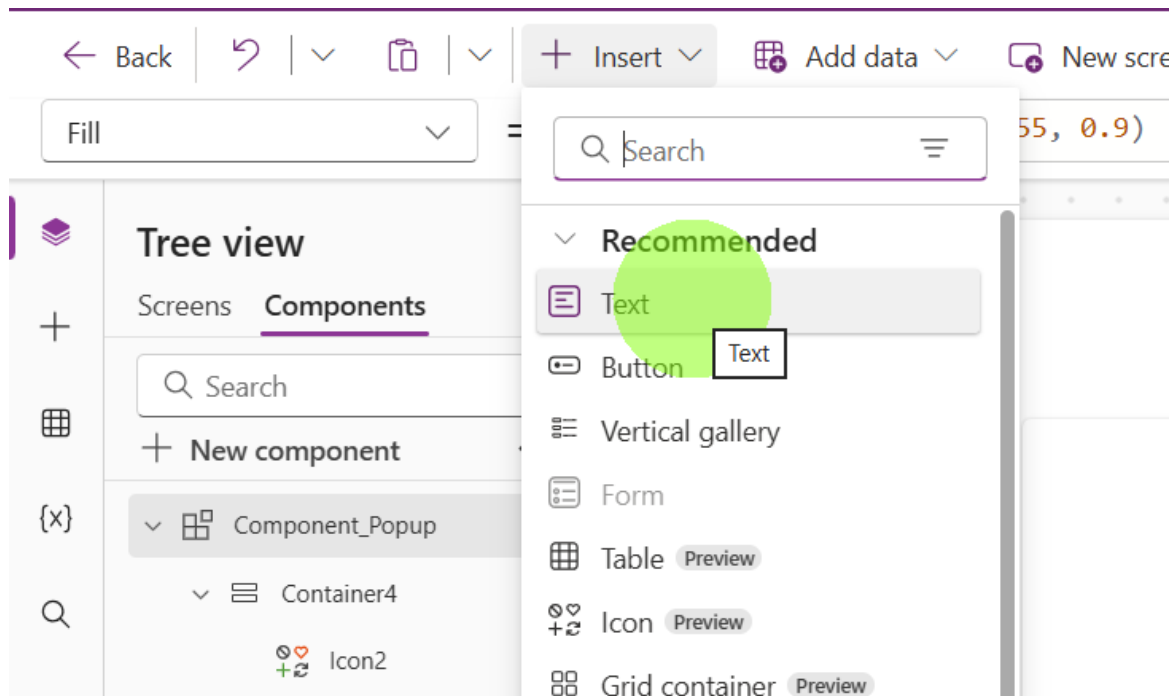 Back Insert Add data New scre
Fill = 55, 0.9)
Search
Tree view
Recommended
Screens Components
Text
Text
Button
Search
Vertical gallery
New component
Form
{x}
Component_Popup
Table Preview
Container4
Icon Preview
Icon2
Grid container Preview